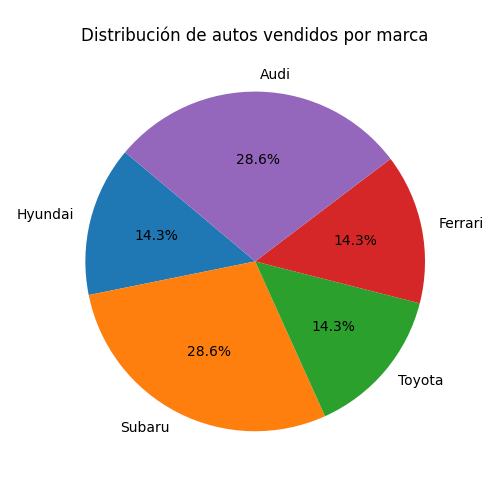 Distribución de autos vendidos por marca
Audi
28.6%
Hyundai
14.3%
Ferrari
14.3%
14.3%
Toyota
28.6%
Subaru